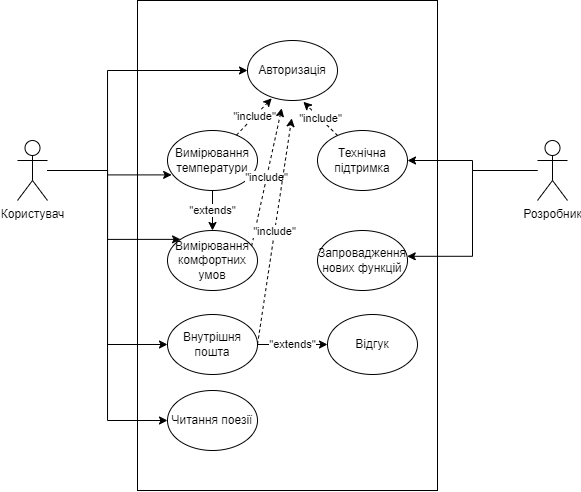 Авторизація
"include"
"include"
Вимірювання
температури
Технічна
підтримка
"include"
Користувач
Розробник
"extends"
"include"
Вимірювання
комфортних
умов
Запровадження
нових функцій
Внутрішня
пошта
"extends"
Відгук
Читання поезії